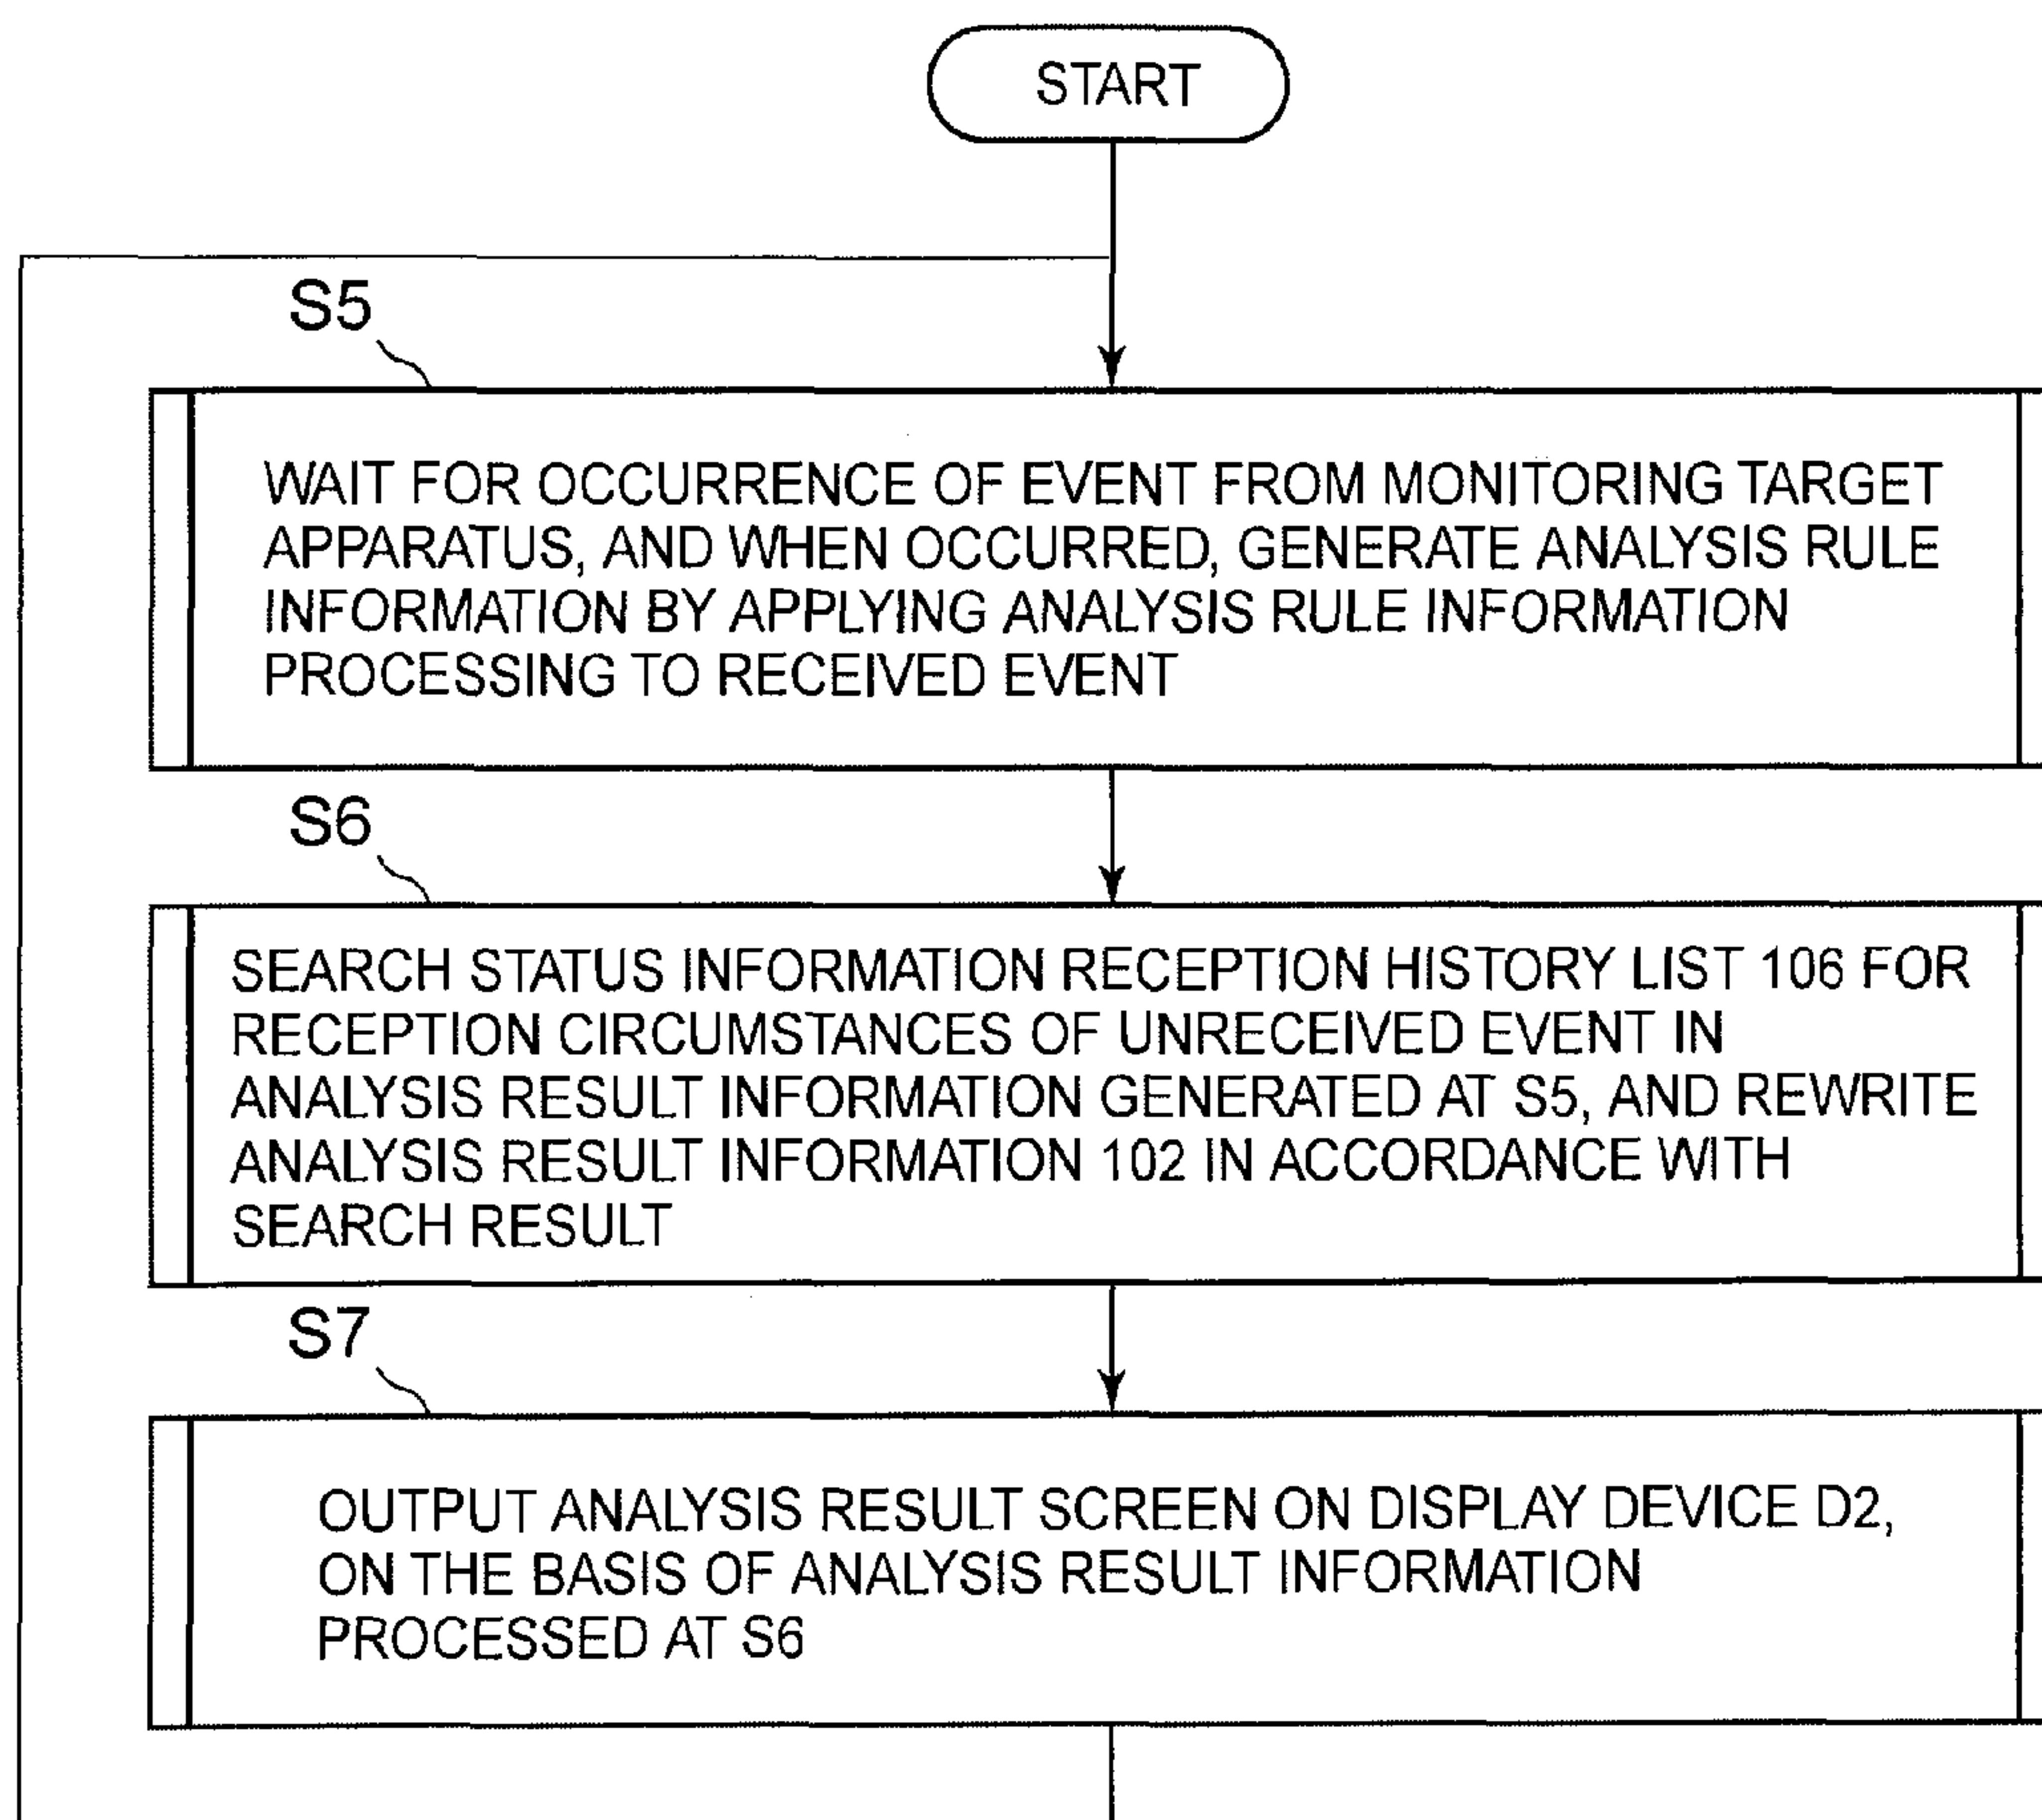 START
S5
WAIT FOR OCCURRENCE OF EVENT FROM MONITORING TARGET
APPARATUS, AND WHEN OCCURRED, GENERATE ANALYSIS RULE
INFORMATION BY APPLYING ANALYSIS RULE INFORMATION
PROCESSING TO RECEIVED EVENT
S6
SEARCH STATUS INFORMATION RECEPTION HISTORY LIST 106 FOR
RECEPTION CIRCUMSTANCES OF UNRECEIVED EVENT IN
ANALYSIS RESULT INFORMATION GENERATED AT S5, AND REWRITE
ANALYSIS RESULT INFORMATION 102 IN ACCORDANCE WITH
SEARCH RESULT
S7
OUTPUT ANALYSIS RESULT SCREEN ON DISPLAY DEVICE D2,
ON THE BASIS OF ANALYSIS RESULT INFORMATION
PROCESSED AT S6